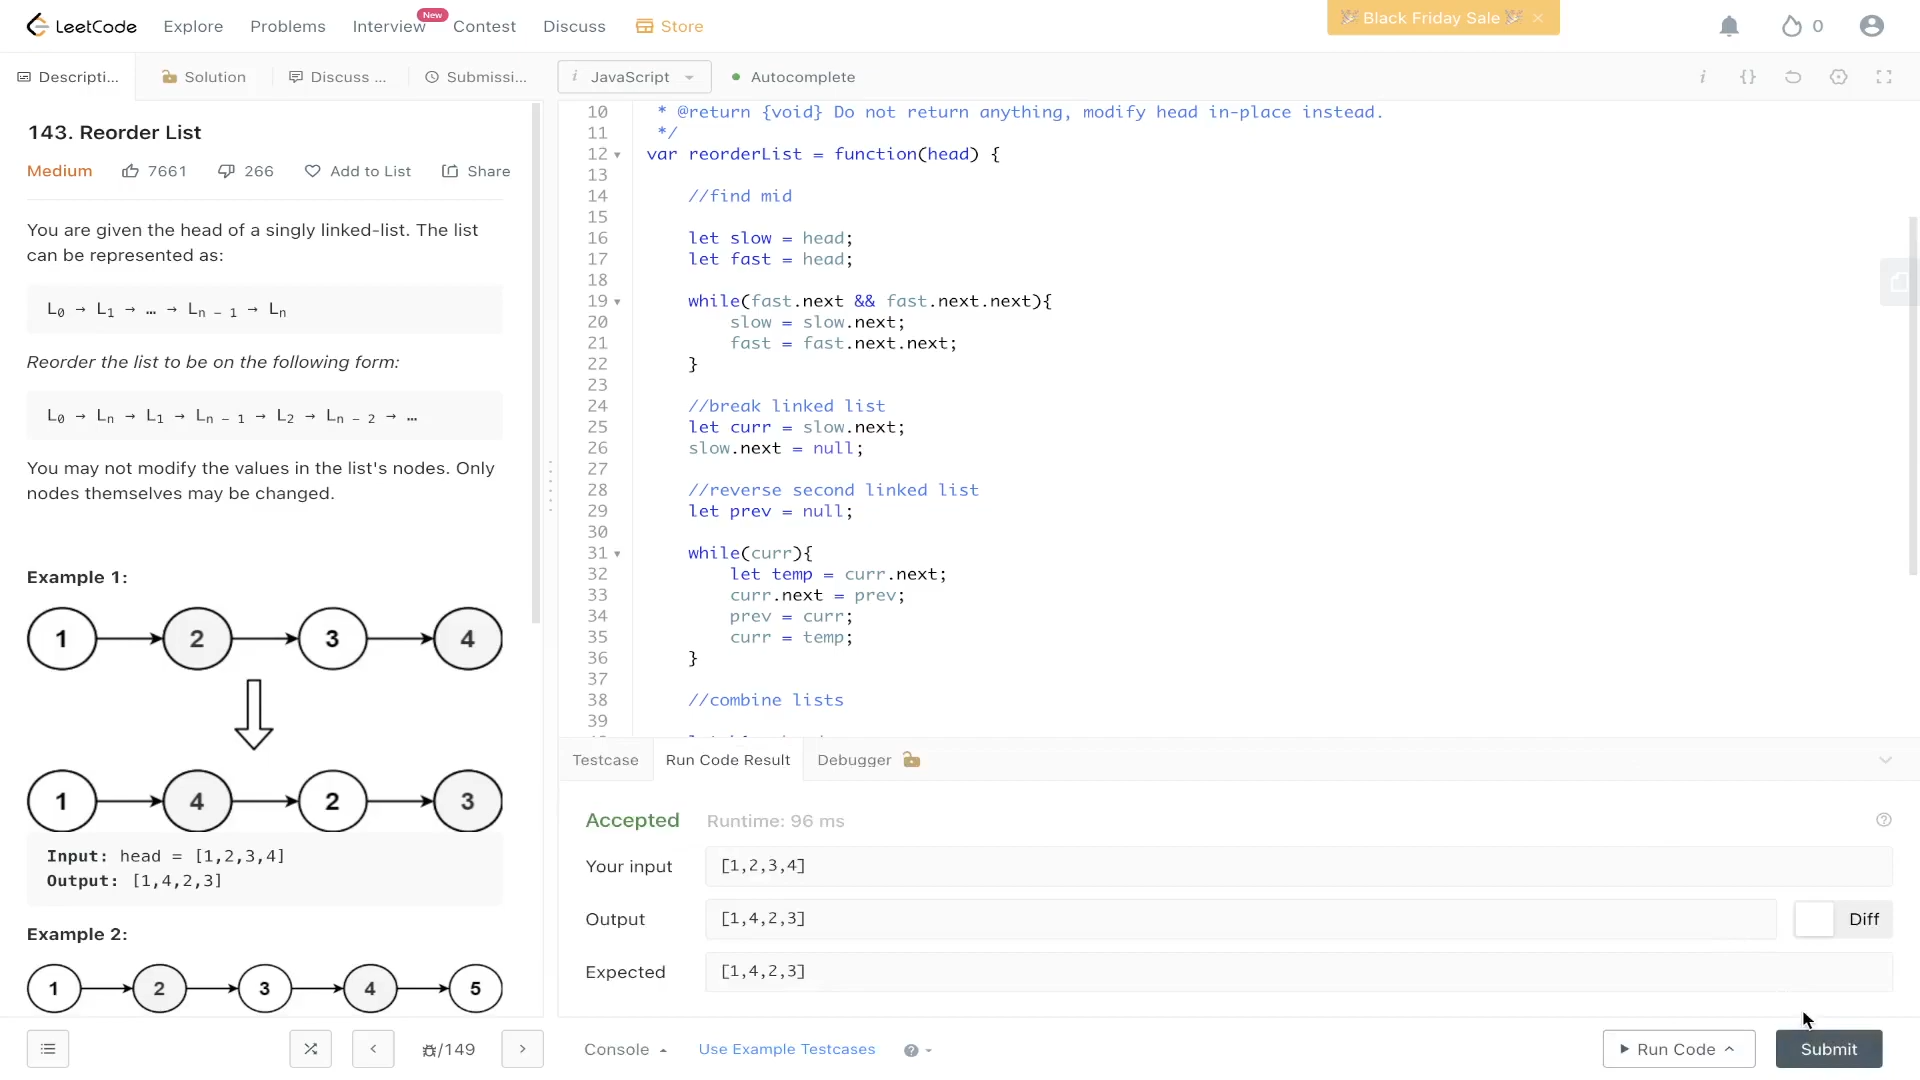 LeetCode Explore Problems Interview New Contest Discuss Store Black Friday Sale 0
Descripti... Solution Discuss ... Submissi... i JavaScript Autocomplete
143. Reorder List
Medium 7661 266 Add to List Share
You are given the head of a singly linked-list. The list
can be represented as:
L0 → L1 → … → Ln - 1 → Ln
Reorder the list to be on the following form:
L0 → Ln → L1 → Ln - 1 → L2 → Ln - 2 → …
You may not modify the values in the list's nodes. Only
nodes themselves may be changed.
Example 1:
1 2 3 4
1 4 2 3
Input: head = [1,2,3,4]
Output: [1,4,2,3]
Example 2:
1 2 3 4 5
/149
10 * @return {void} Do not return anything, modify head in-place instead.
11 */
12 var reorderList = function(head) {
13
14 //find mid
15
16 let slow = head;
17 let fast = head;
18
19 while(fast.next && fast.next.next){
20 slow = slow.next;
21 fast = fast.next.next;
22 }
23
24 //break linked list
25 let curr = slow.next;
26 slow.next = null;
27
28 //reverse second linked list
29 let prev = null;
30
31 while(curr){
32 let temp = curr.next;
33 curr.next = prev;
34 prev = curr;
35 curr = temp;
36 }
37
38 //combine lists
39
Testcase Run Code Result Debugger
Accepted Runtime: 96 ms
Your input [1,2,3,4]
Output [1,4,2,3] Diff
Expected [1,4,2,3]
Console Use Example Testcases Run Code Submit